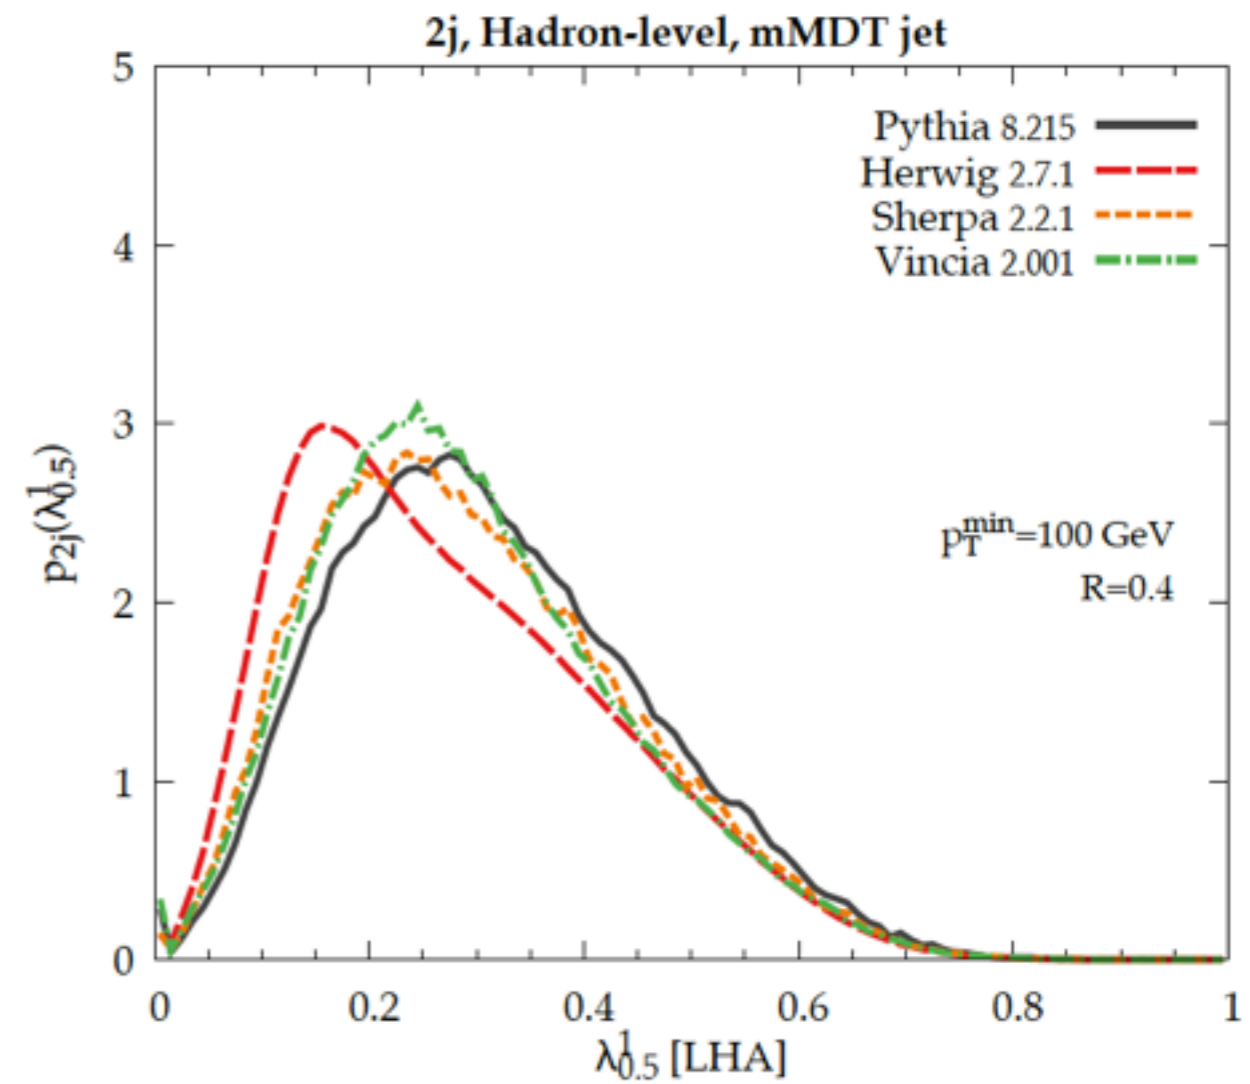 2j, Hadron-level, mMDT jet
5
4
3
2
1
0
p2j(λ¹0.5)
Pythia 8.215
Herwig 2.7.1
Sherpa 2.2.1
Vincia 2.001
pTmin=100 GeV
R=0.4
0 0.2 0.4 0.6 0.8 1
λ¹0.5 [LHA]